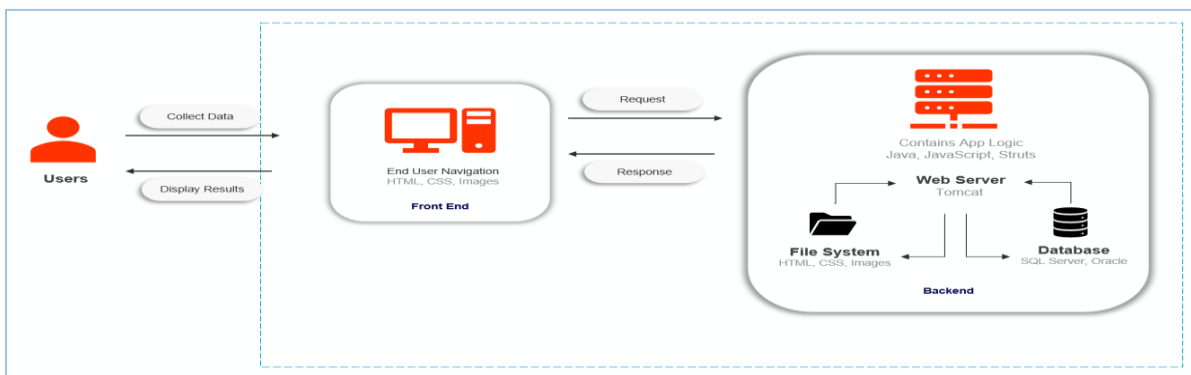 Users
Collect Data
Display Results
End User Navigation
HTML, CSS, Images
Front End
Request
Response
Contains App Logic
Java, JavaScript, Struts
Web Server
Tomcat
File System
HTML, CSS, Images
Database
SQL Server, Oracle
Backend